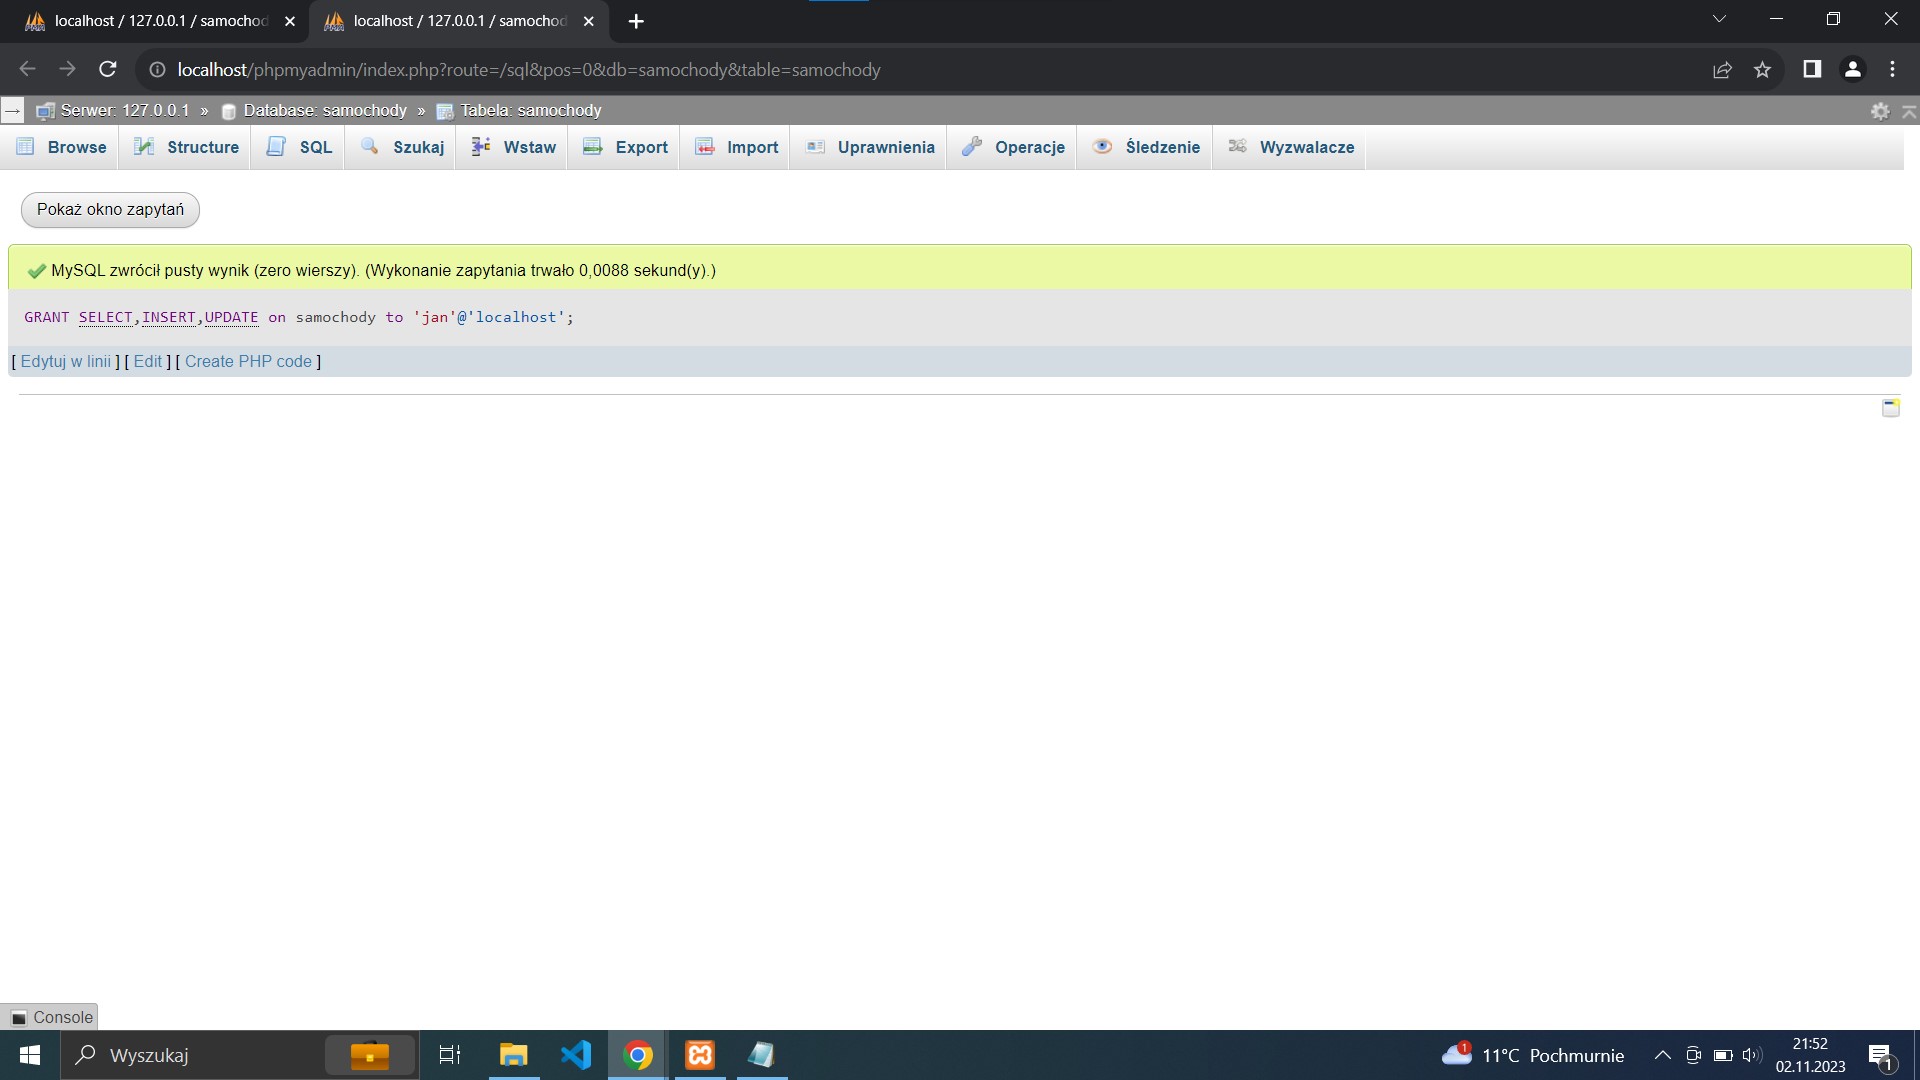 localhost / 127.0.0.1 / samochod
localhost / 127.0.0.1 / samochod
localhost/phpmyadmin/index.php?route=/sql&pos=0&db=samochody&table=samochody
Serwer: 127.0.0.1 » Database: samochody » Tabela: samochody
Browse Structure SQL Szukaj Wstaw Export Import Uprawnienia Operacje Śledzenie Wyzwalacze
Pokaż okno zapytań
MySQL zwrócił pusty wynik (zero wierszy). (Wykonanie zapytania trwało 0,0088 sekund(y).)
GRANT SELECT,INSERT,UPDATE on samochody to 'jan'@'localhost';
[ Edytuj w linii ] [ Edit ] [ Create PHP code ]
Console
Wyszukaj
1
11°C Pochmurnie
21:52
02.11.2023
1